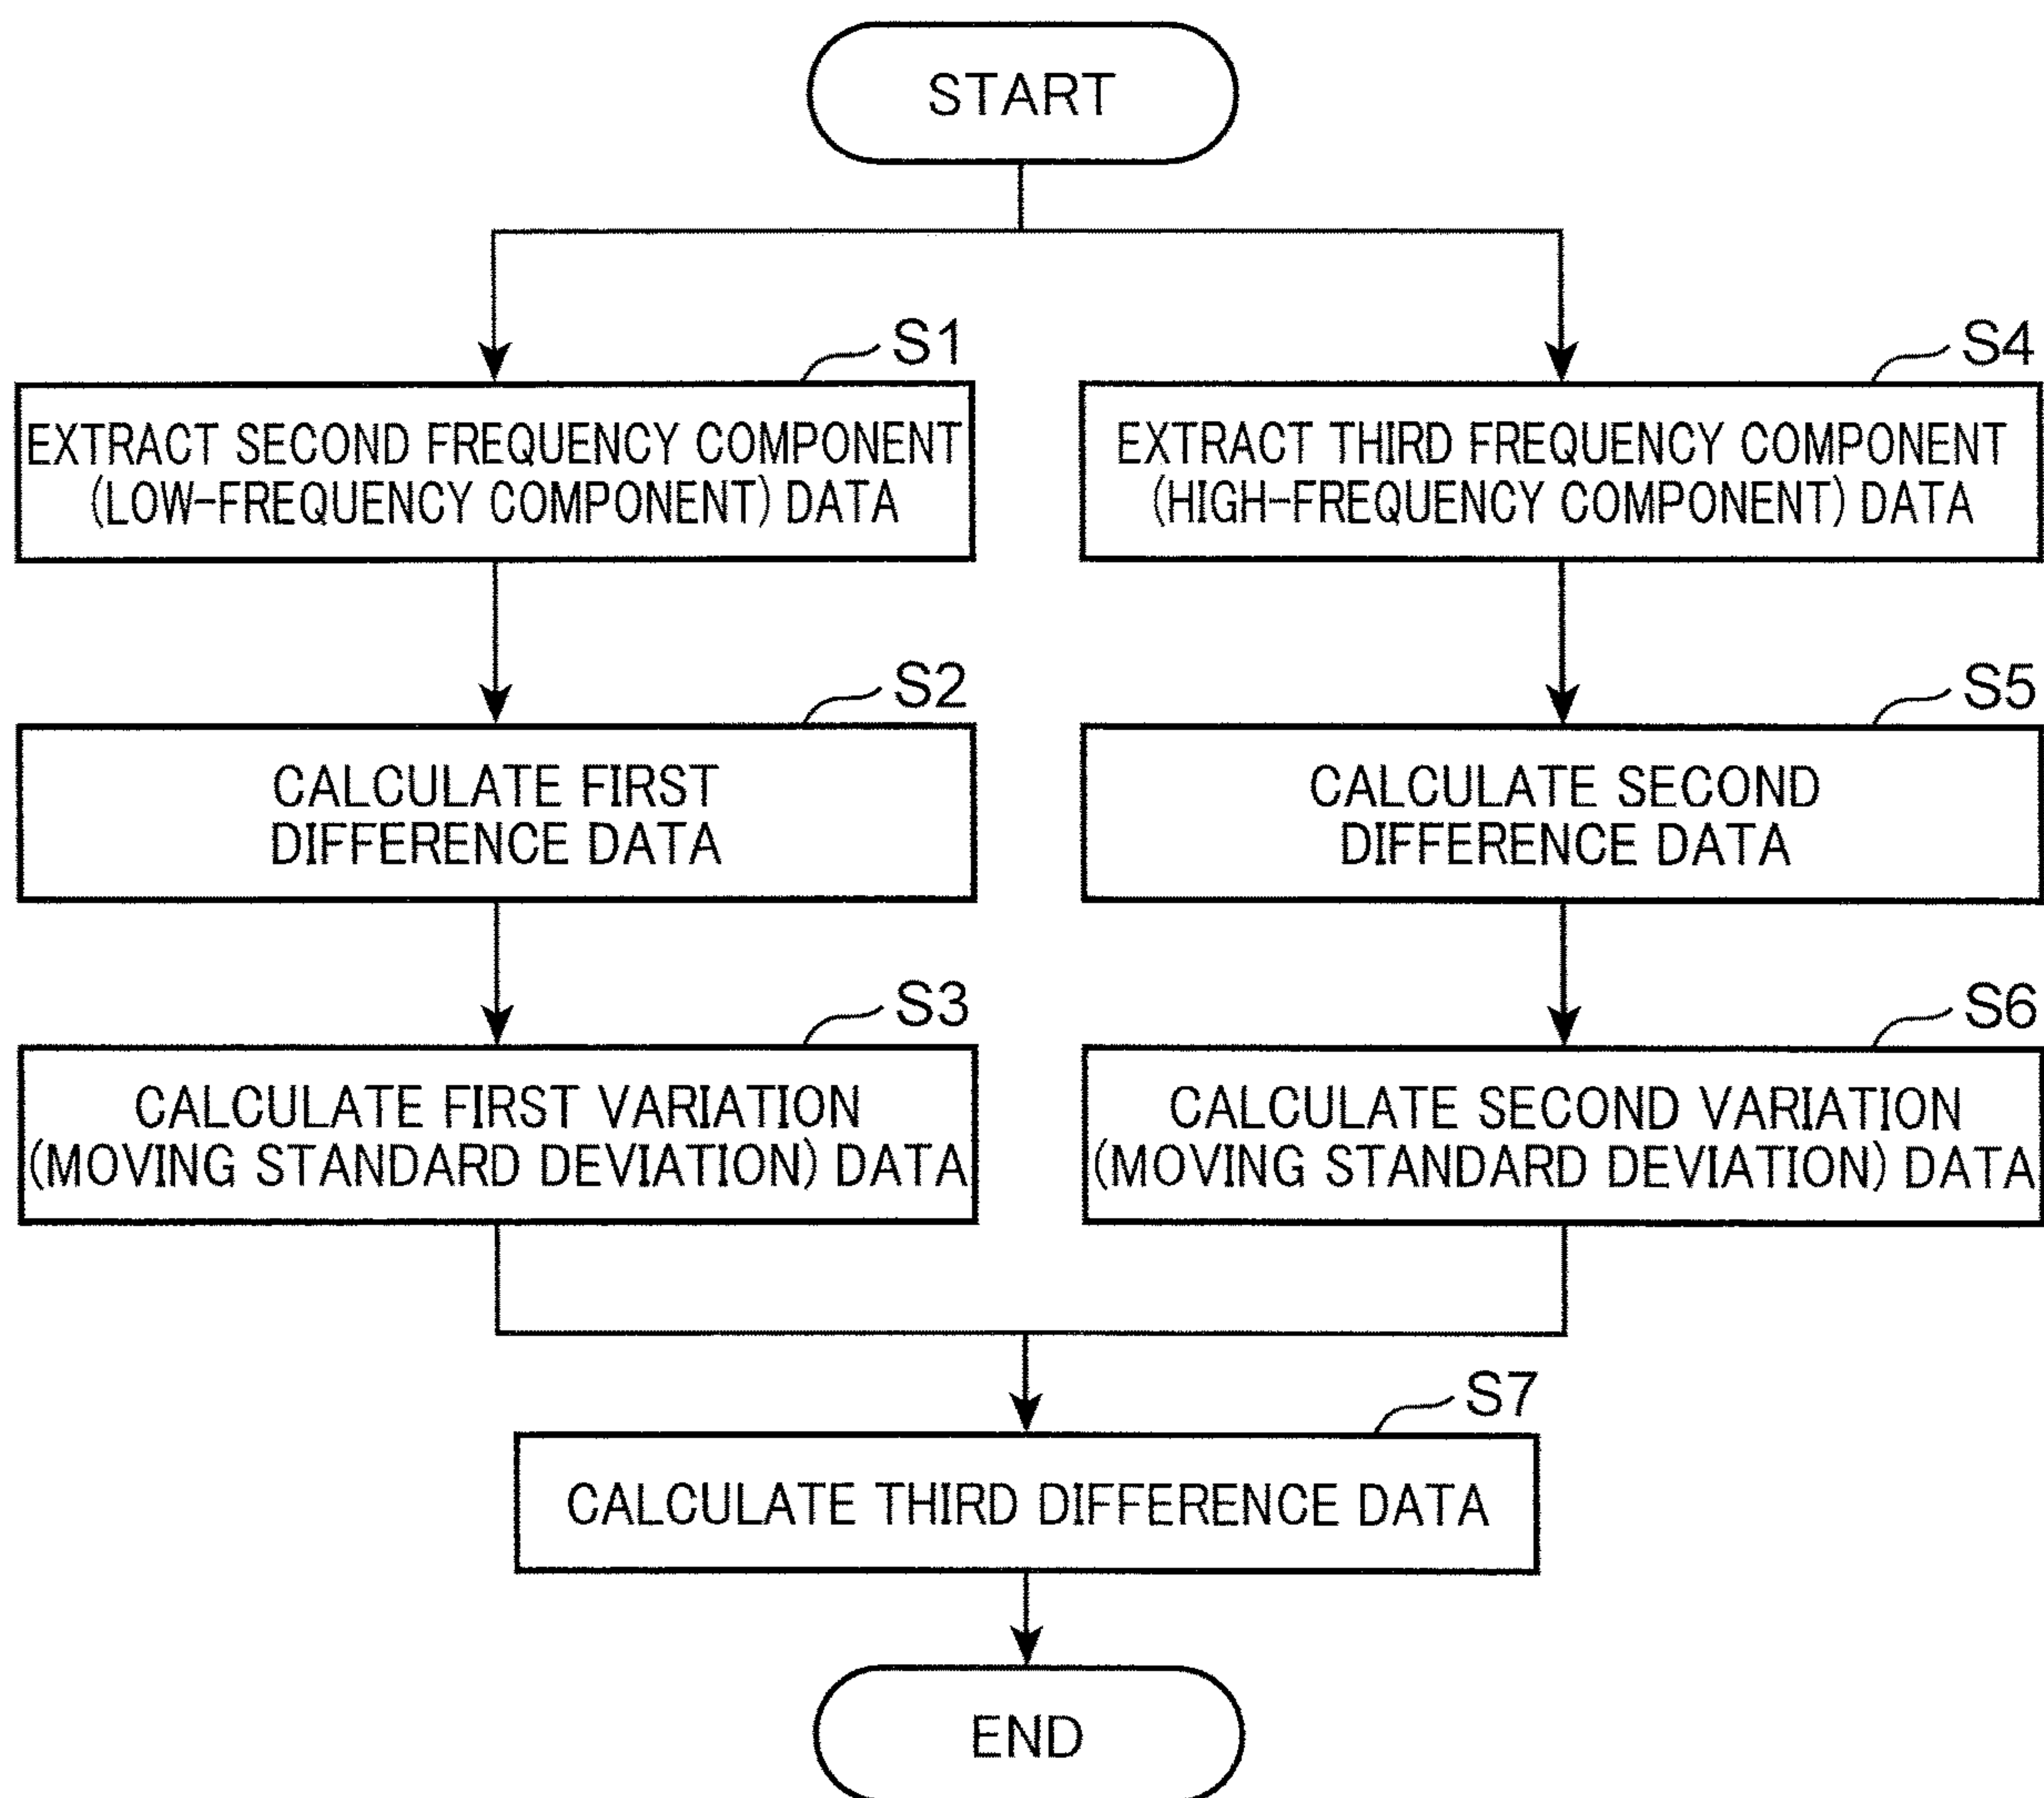 START
S1
EXTRACT SECOND FREQUENCY COMPONENT
(LOW-FREQUENCY COMPONENT) DATA
S2
CALCULATE FIRST
DIFFERENCE DATA
S3
CALCULATE FIRST VARIATION
(MOVING STANDARD DEVIATION) DATA
S4
EXTRACT THIRD FREQUENCY COMPONENT
(HIGH-FREQUENCY COMPONENT) DATA
S5
CALCULATE SECOND
DIFFERENCE DATA
S6
CALCULATE SECOND VARIATION
(MOVING STANDARD DEVIATION) DATA
S7
CALCULATE THIRD DIFFERENCE DATA
END